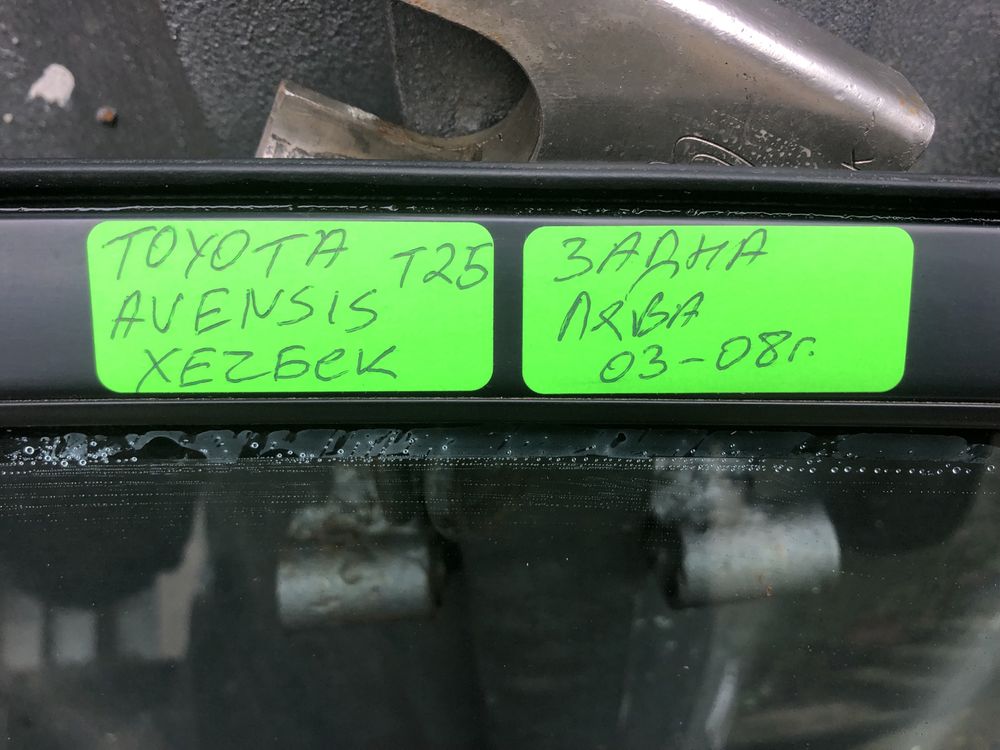 TOYOTA T25
AVENSIS
ХЕЧБеК
ЗАДНА
ЛЯВА
03-08г.